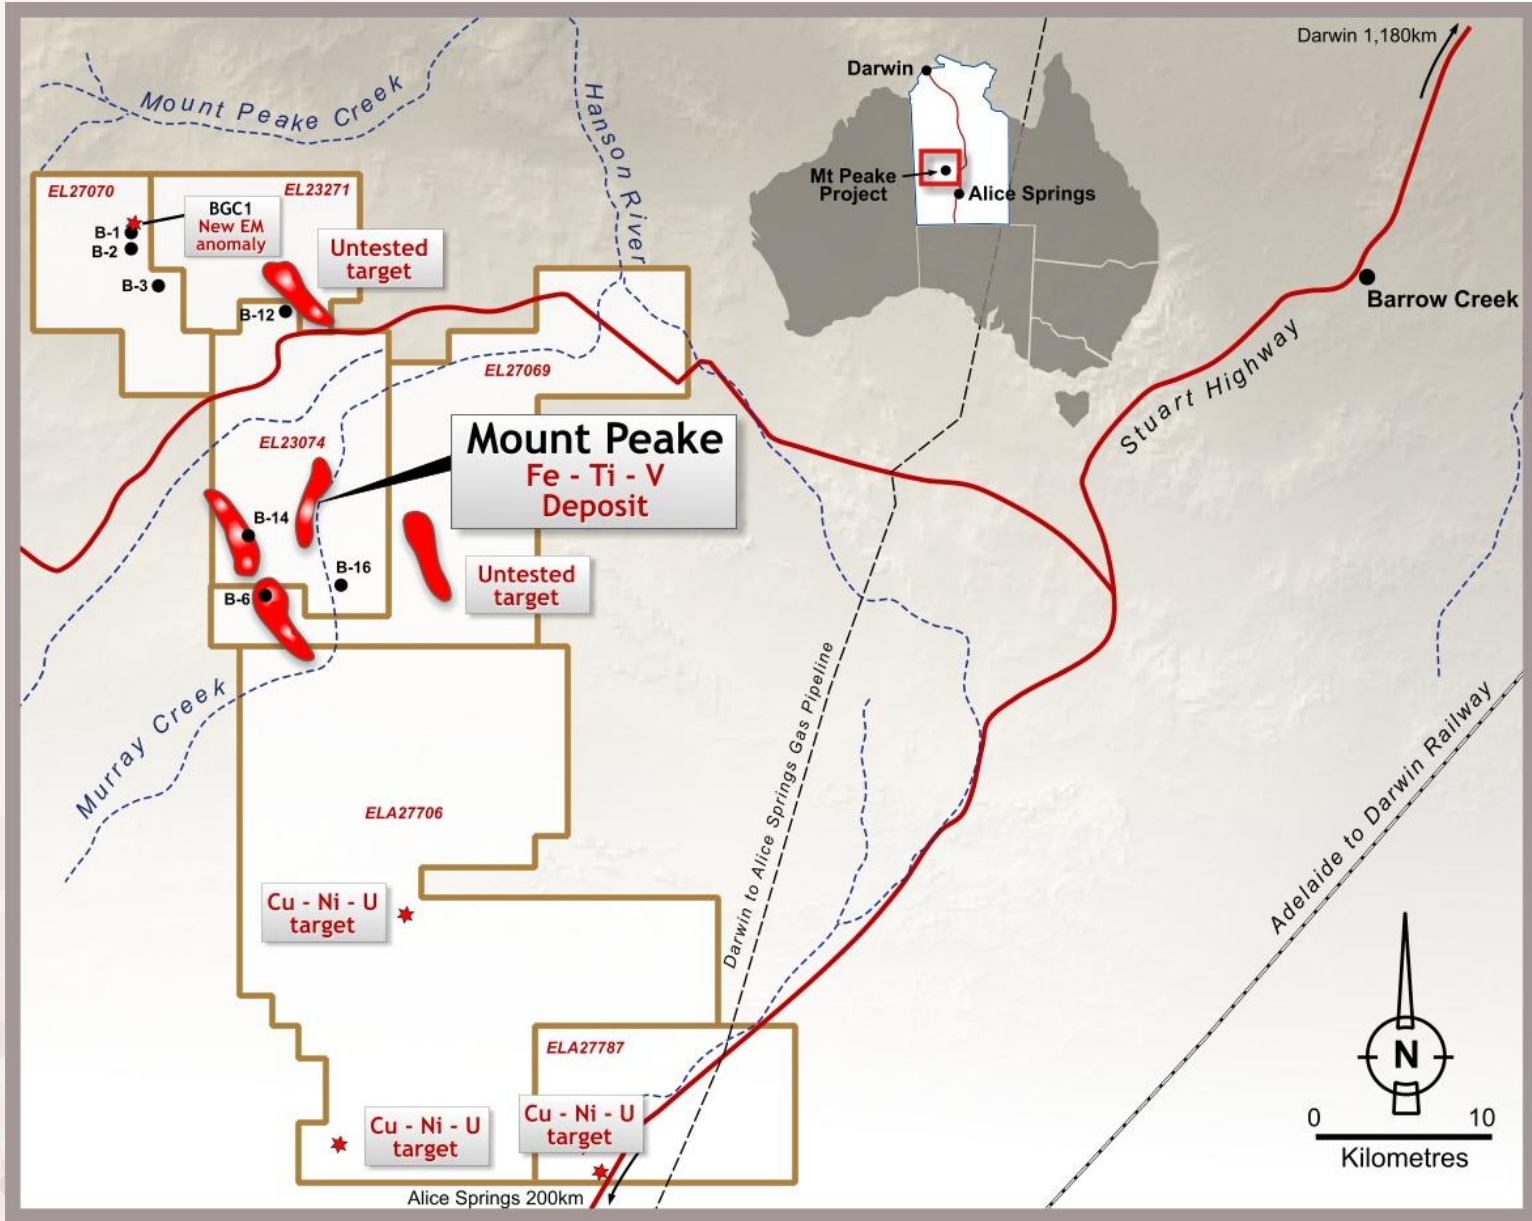 Darwin 1,180km
Mount Peake Creek
Hanson River
Darwin
Mt Peake
Project
Alice Springs
EL27070
EL23271
BGC1
New EM
anomaly
B-1
B-2
B-3
B-12
Untested
target
Barrow Creek
Stuart Highway
EL27069
EL23074
Mount Peake
Fe - Ti - V
Deposit
B-14
B-16
B-6
Untested
target
Murray Creek
Darwin to Alice Springs Gas Pipeline
Adelaide to Darwin Railway
ELA27706
Cu - Ni - U
target
ELA27787
Cu - Ni - U
target
Cu - Ni - U
target
Alice Springs 200km
N
0 10
Kilometres